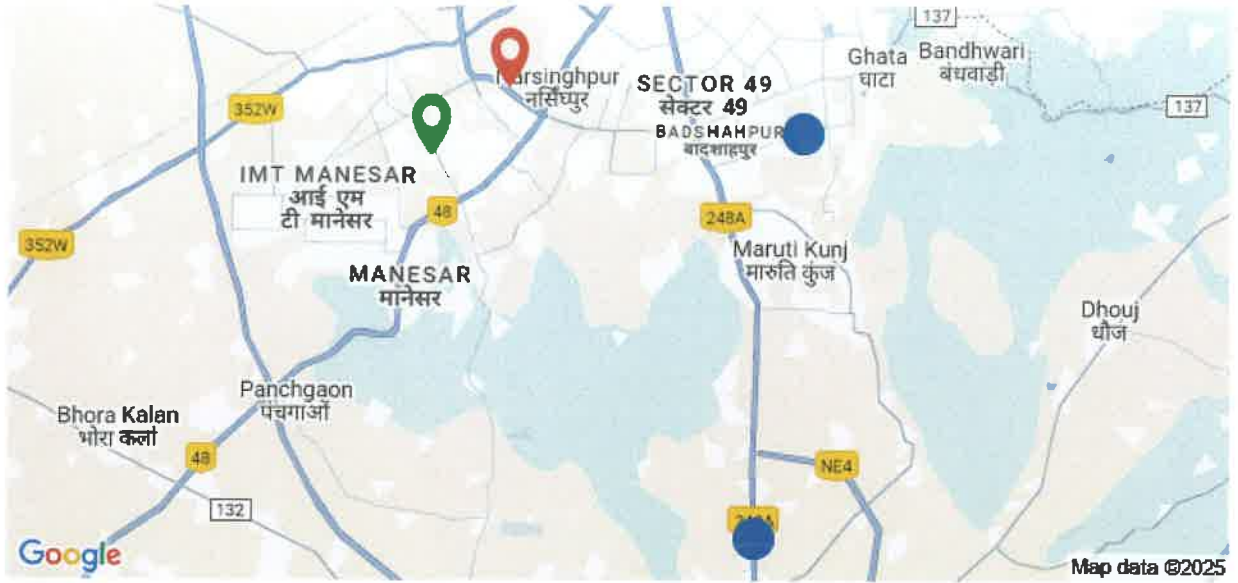 137
Ghata
घाटा
Bandhwari
बंधवाड़ी
352W
Narsinghpur
नरसिंघपुर
SECTOR 49
सेक्टर 49
137
BADSHAHPUR
बादशाहपुर
IMT MANESAR
आई एम
टी मानेसर
48
248A
352W
Maruti Kunj
मारुति कुंज
MANESAR
मानेसर
Dhouj
धौज
Panchgaon
पंचगाओं
Bhora Kalan
भोरा कलां
48
NE4
132
248A
Google
Map data ©2025